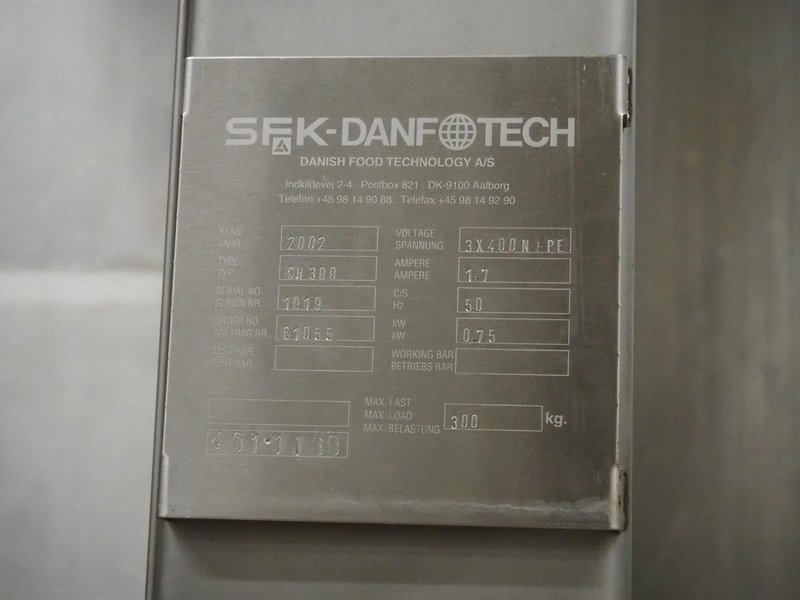 SFK-DANFOTECH
DANISH FOOD TECHNOLOGY A/S
Indkildevej 2-4 . Postbox 821 . DK-9100 Aalborg
Telefon +45 98 14 90 88 . Telefax +45 98 14 92 90
YEAR
JAHR 2002
VOLTAGE
SPANNUNG 3X400N+PE
TYPE
TYP. CH300
AMPERE
AMPERE 1.7
SERIAL NO.
SERIEN NR. 1019
C/S
Hz 50
ORDER NO.
AUFTRAG NR. 61055
kW
kW 0.75
TEST BAR
TEST BAR
WORKING BAR
BETRIEBS BAR
MAX. LAST
MAX. LOAD
MAX. BELASTUNG 300 kg.
401-1130